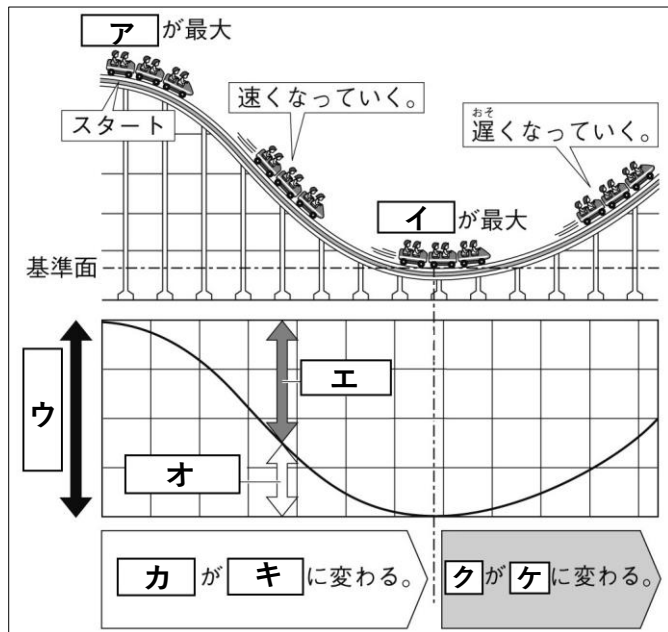 アが最大
スタート
速くなっていく。
おそ
遅くなっていく。
イが最大
基準面
ウ
エ
オ
カがキに変わる。
クがケに変わる。